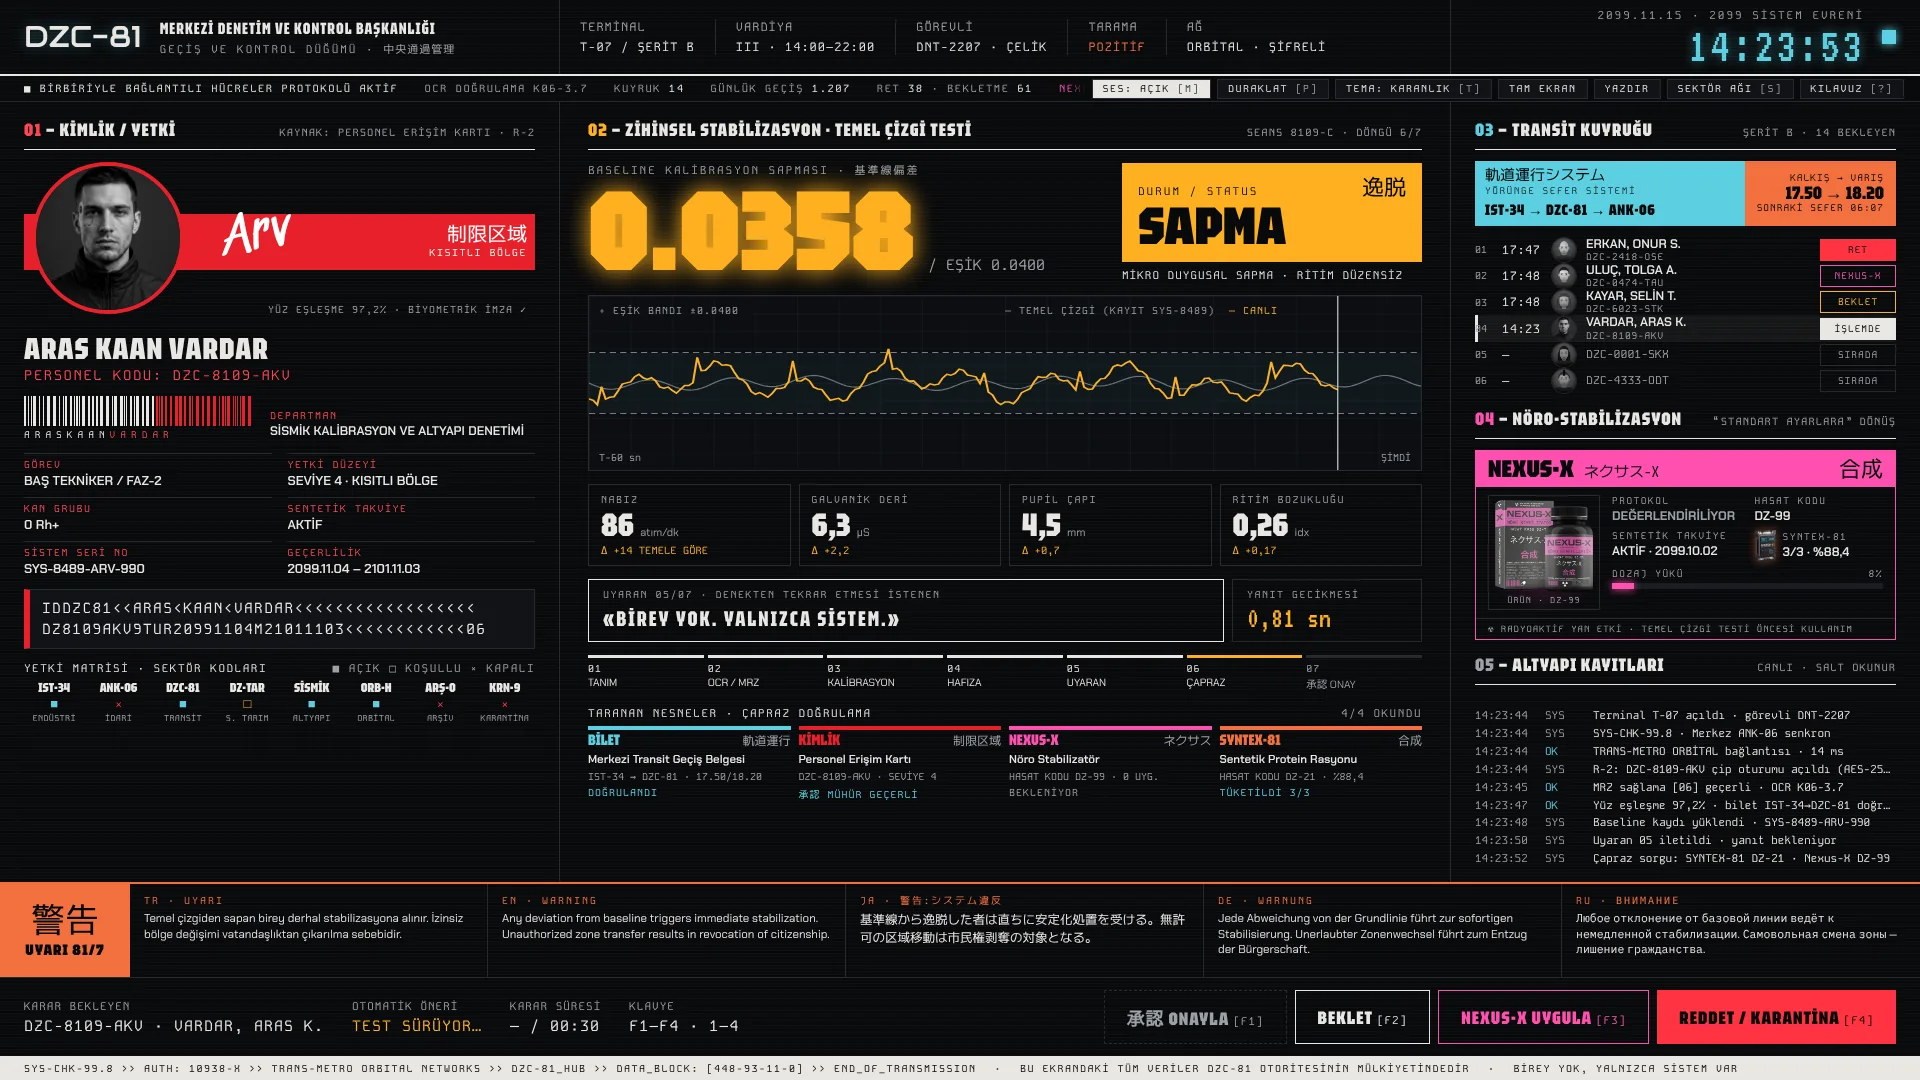 DZC-81
MERKEZİ DENETİM VE KONTROL BAŞKANLIĞI
GEÇİŞ VE KONTROL DÜĞÜMÜ · 中央通過管理
TERMİNAL
T-07 / ŞERİT B
VARDİYA
III · 14:00—22:00
GÖREVLİ
DNT-2207 · ÇELİK
TARAMA
POZİTİF
AĞ
ORBİTAL · ŞİFRELİ
2099.11.15 · 2099 SİSTEM EVRENİ
14:23:53
■ BİRBİRİYLE BAĞLANTILI HÜCRELER PROTOKOLÜ AKTİF
OCR DOĞRULAMA K06-3.7
KUYRUK 14
GÜNLÜK GEÇİŞ 1.207
RET 38 · BEKLETME 61
NEX
SES: AÇIK [M]
DURAKLAT [P]
TEMA: KARANLIK [T]
TAM EKRAN
YAZDIR
SEKTÖR AĞI [S]
KILAVUZ [?]
01 – KİMLİK / YETKİ
KAYNAK: PERSONEL ERİŞİM KARTI · R-2
Arv
制限区域
KISITLI BÖLGE
YÜZ EŞLEŞME 97,2% · BİYOMETRİK İMZA ✓
ARAS KAAN VARDAR
PERSONEL KODU: DZC-8109-AKV
ARASKAANVARDAR
DEPARTMAN
SİSMİK KALİBRASYON VE ALTYAPI DENETİMİ
GÖREV
BAŞ TEKNİKER / FAZ-2
YETKİ DÜZEYİ
SEVİYE 4 · KISITLI BÖLGE
KAN GRUBU
0 Rh+
SENTETİK TAKVİYE
AKTİF
SİSTEM SERİ NO
SYS-8489-ARV-990
GEÇERLİLİK
2099.11.04 – 2101.11.03
IDDZC81<<ARAS<KAAN<VARDAR<<<<<<<<<<<<<<<<<<<
DZ8109AKV9TUR20991104M21011103<<<<<<<<<<<<06
YETKİ MATRİSİ · SEKTÖR KODLARI
■ AÇIK □ KOŞULLU × KAPALI
IST-34 ANK-06 DZC-81 DZ-TAR SİSMİK ORB-H ARŞ-0 KRN-9
■ × ■ □ ■ ■ × ×
ENDÜSTRİ İDARİ TRANSİT S. TARIM ALTYAPI ORBİTAL ARŞİV KARANTİNA
02 – ZİHİNSEL STABİLİZASYON · TEMEL ÇİZGİ TESTİ
SEANS 8109-C · DÖNGÜ 6/7
BASELINE KALİBRASYON SAPMASI · 基準線偏差
0.0358
/ EŞİK 0.0400
DURUM / STATUS
逸脱
SAPMA
MİKRO DUYGUSAL SAPMA · RİTİM DÜZENSİZ
EŞİK BANDI ±0.0400
— TEMEL ÇİZGİ (KAYIT SYS-8489)
— CANLI
T-60 sn
ŞİMDİ
NABIZ
86 atım/dk
Δ +14 TEMELE GÖRE
GALVANİK DERİ
6,3 µS
Δ +2,2
PUPİL ÇAPI
4,5 mm
Δ +0,7
RİTİM BOZUKLUĞU
0,26 idx
Δ +0,17
UYARAN 05/07 · DENEKTEN TEKRAR ETMESİ İSTENEN
«BİREY YOK. YALNIZCA SİSTEM.»
YANIT GECİKMESİ
0,81 sn
01 02 03 04 05 06 07
TANIM OCR / MRZ KALİBRASYON HAFIZA UYARAN ÇAPRAZ 承認 ONAY
TARANAN NESNELER · ÇAPRAZ DOĞRULAMA
4/4 OKUNDU
BİLET 軌道運行
Merkezi Transit Geçiş Belgesi
IST-34 → DZC-81 · 17.50/18.20
DOĞRULANDI
KİMLİK 制限区域
Personel Erişim Kartı
DZC-8109-AKV · SEVİYE 4
承認 MÜHÜR GEÇERLİ
NEXUS-X ネクサス
Nöro Stabilizatör
HASAT KODU DZ-99 · 0 UYG.
BEKLENİYOR
SYNTEX-81 合成
Sentetik Protein Rasyonu
HASAT KODU DZ-21 · %88,4
TÜKETİLDİ 3/3
03 – TRANSİT KUYRUĞU
ŞERİT B · 14 BEKLEYEN
軌道運行システム
YÖRÜNGE SEFER SİSTEMİ
IST-34 → DZC-81 → ANK-06
KALKIŞ → VARIŞ
17.50 → 18.20
SONRAKİ SEFER 06:07
01 17:47 ERKAN, ONUR S. DZC-2418-OSE RET
02 17:48 ULUÇ, TOLGA A. DZC-0474-TAU NEXUS-X
03 17:48 KAYAR, SELİN T. DZC-6023-STK BEKLET
04 14:23 VARDAR, ARAS K. DZC-8109-AKV İŞLEMDE
05 — DZC-0001-SKX SIRADA
06 — DZC-4333-ODT SIRADA
04 – NÖRO-STABİLİZASYON
“STANDART AYARLARA” DÖNÜŞ
NEXUS-X ネクサス-X
合成
NEXUS-X
ネクサス-X
合成
NEXUS-X
ÜRÜN · DZ-99
PROTOKOL
DEĞERLENDİRİLİYOR
HASAT KODU
DZ-99
SENTETİK TAKVİYE
AKTİF · 2099.10.02
SYNTEX-81
3/3 · %88,4
DOZAJ YÜKÜ
8%
☢ RADYOAKTİF YAN ETKİ · TEMEL ÇİZGİ TESTİ ÖNCESİ KULLANIM
05 – ALTYAPI KAYITLARI
CANLI · SALT OKUNUR
14:23:44 SYS Terminal T-07 açıldı · görevli DNT-2207
14:23:44 SYS SYS-CHK-99.8 · Merkez ANK-06 senkron
14:23:44 OK TRANS-METRO ORBİTAL bağlantısı · 14 ms
14:23:44 SYS R-2: DZC-8109-AKV çip oturumu açıldı (AES-25…
14:23:45 OK MRZ sağlama [06] geçerli · OCR K06-3.7
14:23:47 OK Yüz eşleşme 97,2% · bilet IST-34→DZC-81 doğr…
14:23:48 SYS Baseline kaydı yüklendi · SYS-8489-ARV-990
14:23:50 SYS Uyaran 05 iletildi · yanıt bekleniyor
14:23:52 SYS Çapraz sorgu: SYNTEX-81 DZ-21 · Nexus-X DZ-99
警告
UYARI 81/7
TR · UYARI
Temel çizgiden sapan birey derhal stabilizasyona alınır. İzinsiz
bölge değişimi vatandaşlıktan çıkarılma sebebidir.
EN · WARNING
Any deviation from baseline triggers immediate stabilization.
Unauthorized zone transfer results in revocation of citizenship.
JA · 警告:システム違反
基準線から逸脱した者は直ちに安定化処置を受ける。無許
可の区域移動は市民権剥奪の対象となる。
DE · WARNUNG
Jede Abweichung von der Grundlinie führt zur sofortigen
Stabilisierung. Unerlaubter Zonenwechsel führt zum Entzug
der Bürgerschaft.
RU · ВНИМАНИЕ
Любое отклонение от базовой линии ведёт к
немедленной стабилизации. Самовольная смена зоны —
лишение гражданства.
KARAR BEKLEYEN
DZC-8109-AKV · VARDAR, ARAS K.
OTOMATİK ÖNERİ
TEST SÜRÜYOR…
KARAR SÜRESİ
— / 00:30
KLAVYE
F1—F4 · 1—4
承認 ONAYLA [F1]
BEKLET [F2]
NEXUS-X UYGULA [F3]
REDDET / KARANTİNA [F4]
SYS-CHK-99.8 >> AUTH: 10938-X >> TRANS-METRO ORBITAL NETWORKS >> DZC-81_HUB >> DATA_BLOCK: [448-93-11-0] >> END_OF_TRANSMISSION · BU EKRANDAKİ TÜM VERİLER DZC-81 OTORİTESİNİN MÜLKİYETİNDEDİR · BİREY YOK, YALNIZCA SİSTEM VAR